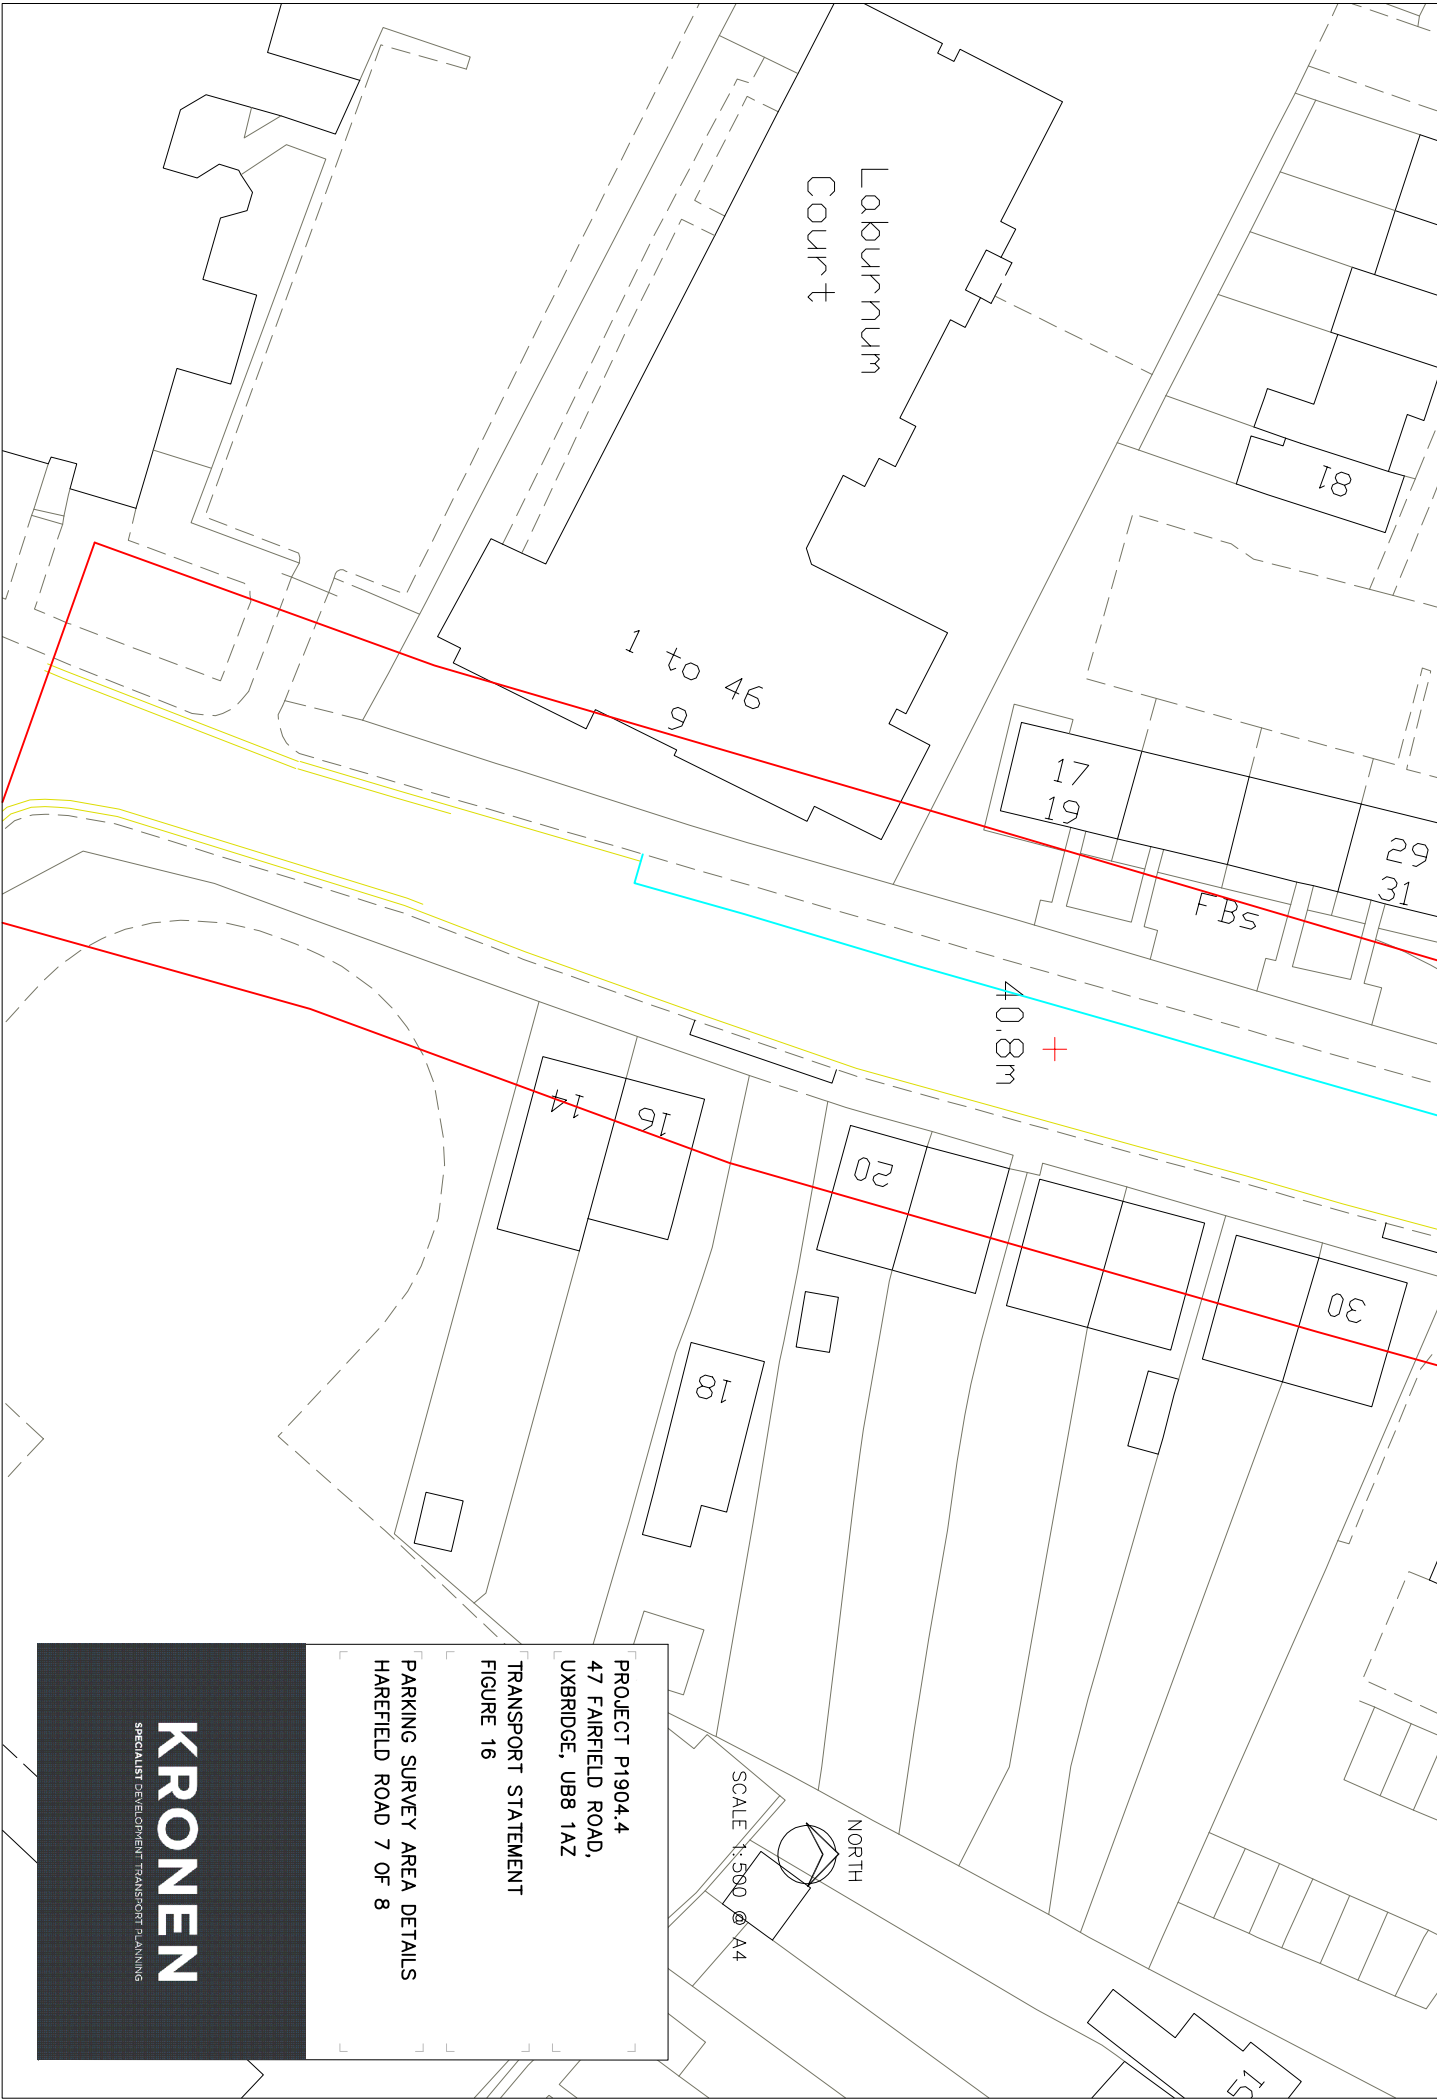 Laburnum
Court
81
1 to 46
9
17
19
29
31
FBs
40.8m
14
16
20
18
30
51
NORTH
SCALE 1:500 @ A4
PROJECT P1904.4
47 FAIRFIELD ROAD,
UXBRIDGE, UB8 1AZ
TRANSPORT STATEMENT
FIGURE 16
PARKING SURVEY AREA DETAILS
HAREFIELD ROAD 7 OF 8
KRONEN
SPECIALIST DEVELOPMENT TRANSPORT PLANNING